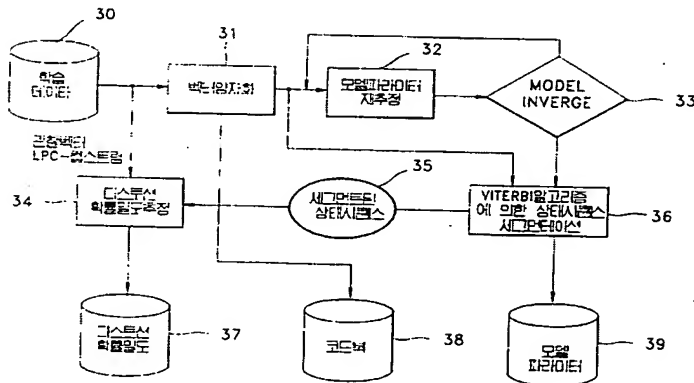 30
학습
데이타
31
벡터양자화
32
모델파라미터
재추정
MODEL
INVERGE
33
관측벡터
LPC-켑스트럼
34
디스토션
확률밀도추정
35
세그먼트된
상태시퀀스
VITERBI알고리즘
에 의한 상태시퀀스
세그먼테이션
36
디스토션
확률밀도
37
코드북
38
모델
파라미터
39